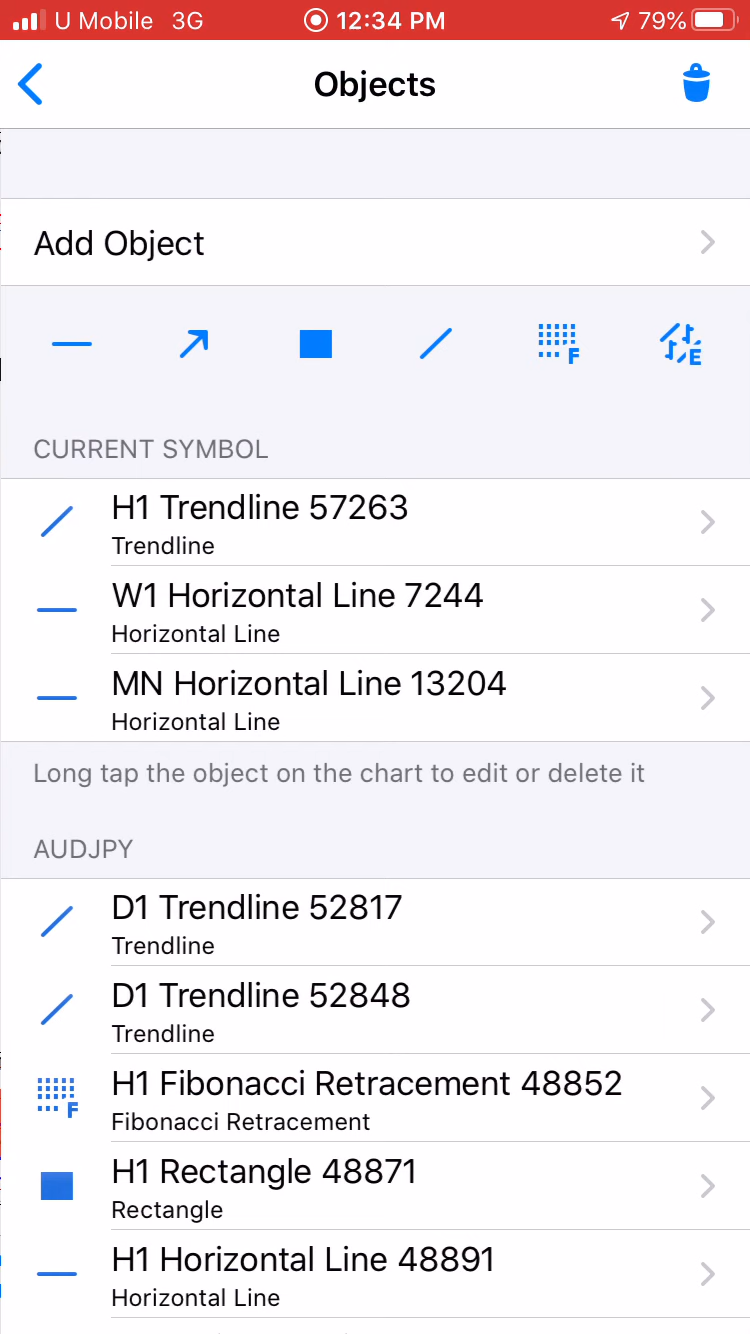 U Mobile 3G 12:34 PM 79%
Objects
Add Object
F E
CURRENT SYMBOL
H1 Trendline 57263
Trendline
W1 Horizontal Line 7244
Horizontal Line
MN Horizontal Line 13204
Horizontal Line
Long tap the object on the chart to edit or delete it
AUDJPY
D1 Trendline 52817
Trendline
D1 Trendline 52848
Trendline
H1 Fibonacci Retracement 48852
F
Fibonacci Retracement
H1 Rectangle 48871
Rectangle
H1 Horizontal Line 48891
Horizontal Line